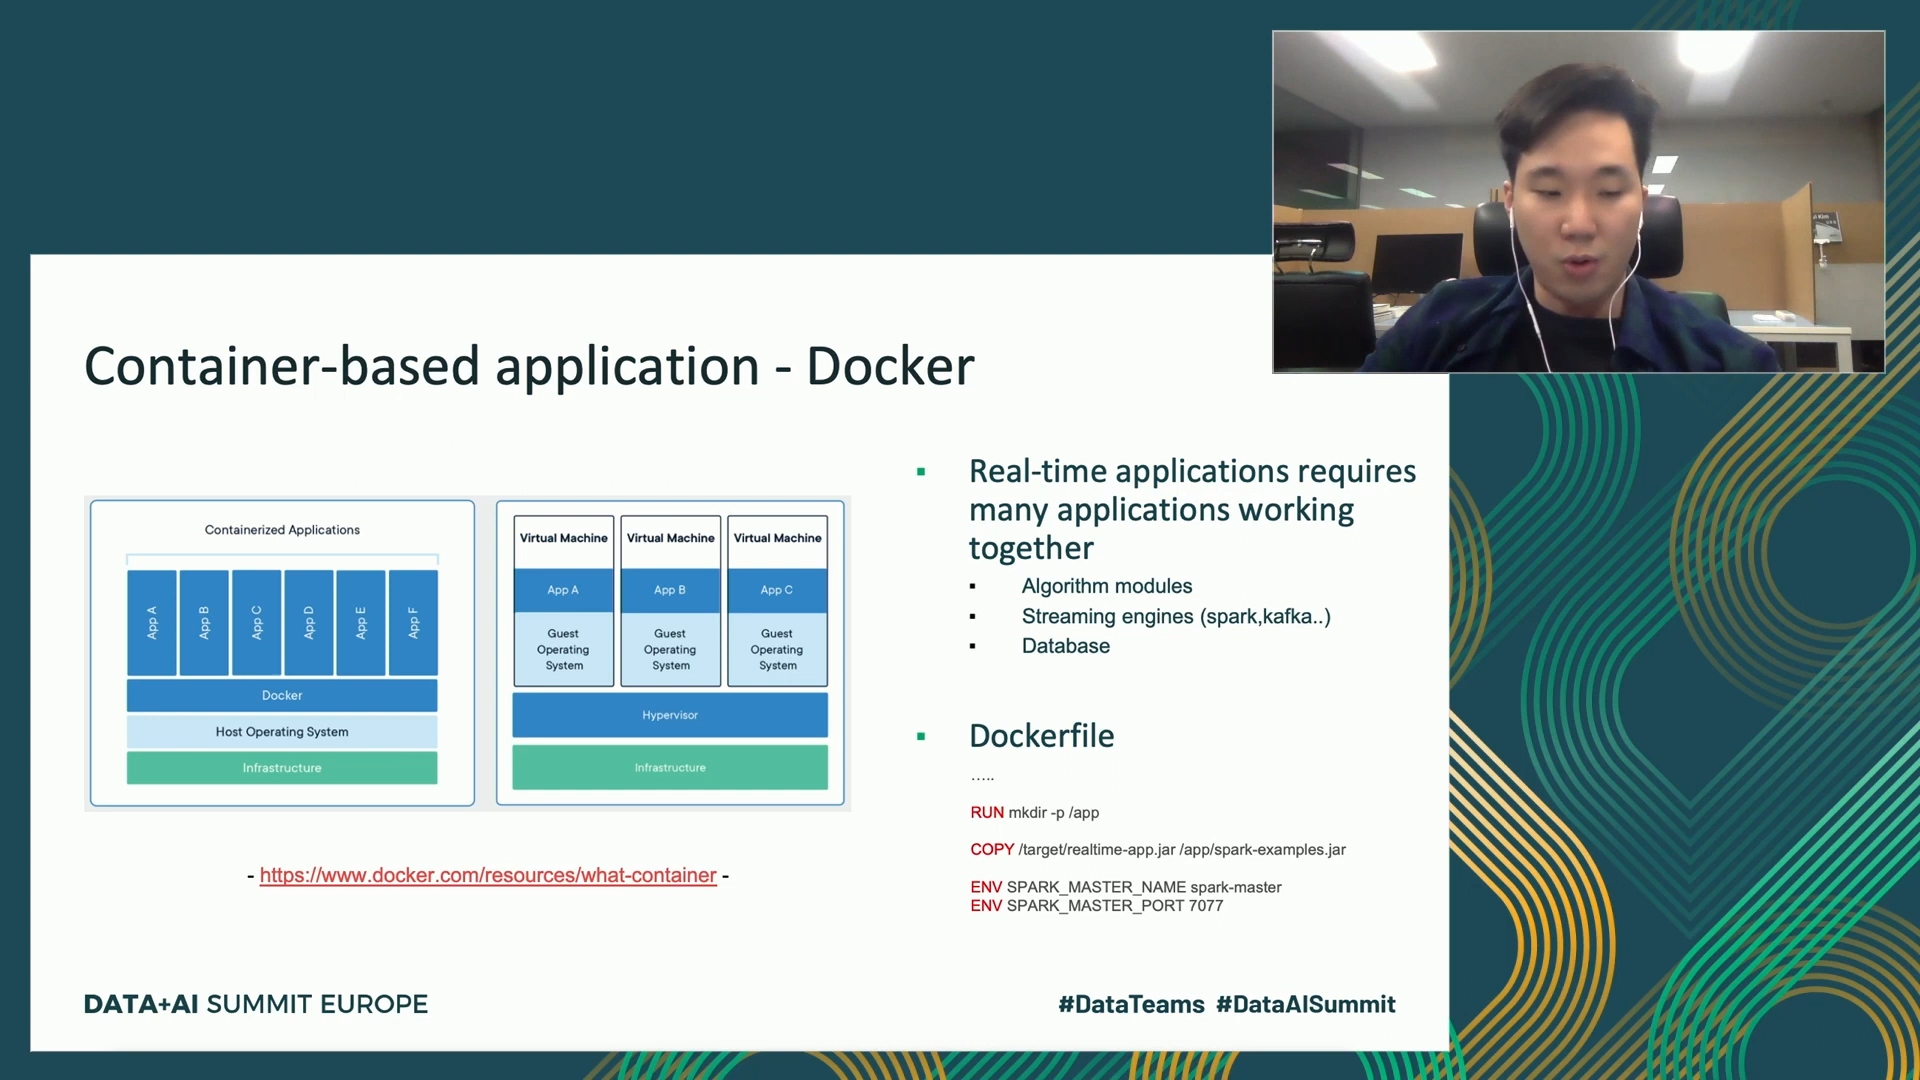 Kim
Container-based application - Docker
Containerized Applications
App A
App B
App C
App D
App E
App F
Docker
Host Operating System
Infrastructure
Virtual Machine
App A
Guest
Operating
System
Virtual Machine
App B
Guest
Operating
System
Virtual Machine
App C
Guest
Operating
System
Hypervisor
Infrastructure
- https://www.docker.com/resources/what-container -
Real-time applications requires
many applications working
together
Algorithm modules
Streaming engines (spark,kafka..)
Database
Dockerfile
.....
RUN mkdir -p /app
COPY /target/realtime-app.jar /app/spark-examples.jar
ENV SPARK_MASTER_NAME spark-master
ENV SPARK_MASTER_PORT 7077
DATA+AI SUMMIT EUROPE
#DataTeams #DataAISummit